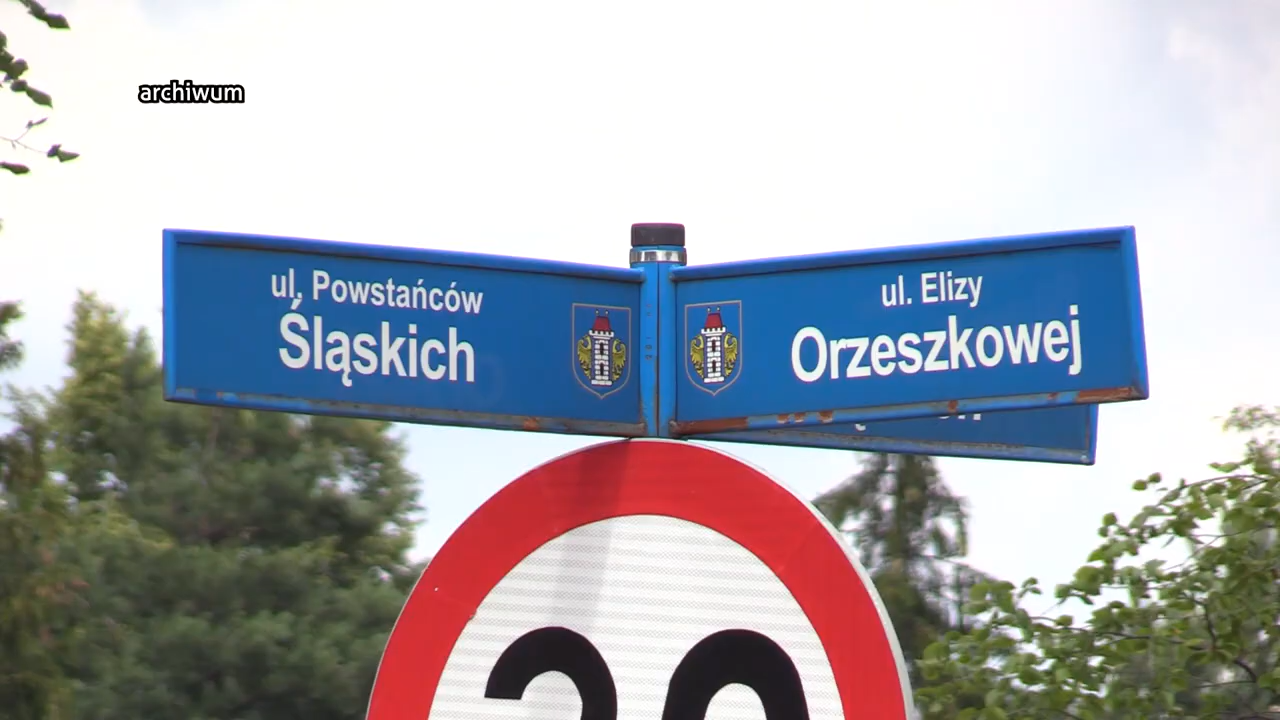 archiwum
ul. Powstańców
Śląskich
ul. Elizy
Orzeszkowej